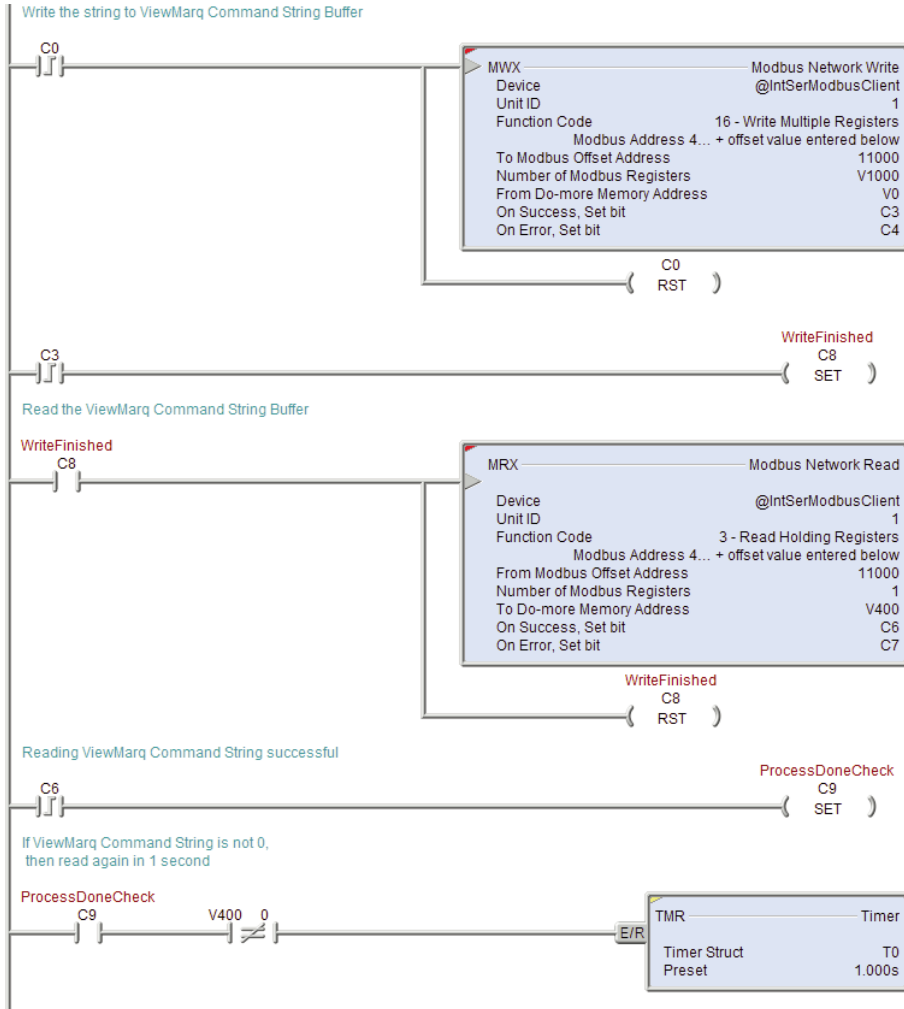 Write the string to ViewMarq Command String Buffer
C0
MWX Modbus Network Write
Device @IntSerModbusClient
Unit ID 1
Function Code 16 - Write Multiple Registers
Modbus Address 4... + offset value entered below
To Modbus Offset Address 11000
Number of Modbus Registers V1000
From Do-more Memory Address V0
On Success, Set bit C3
On Error, Set bit C4
C0
RST
WriteFinished
C3 C8
SET
Read the ViewMarq Command String Buffer
WriteFinished
C8
MRX Modbus Network Read
Device @IntSerModbusClient
Unit ID 1
Function Code 3 - Read Holding Registers
Modbus Address 4... + offset value entered below
From Modbus Offset Address 11000
Number of Modbus Registers 1
To Do-more Memory Address V400
On Success, Set bit C6
On Error, Set bit C7
WriteFinished
C8
RST
Reading ViewMarq Command String successful
ProcessDoneCheck
C6 C9
SET
If ViewMarq Command String is not 0,
then read again in 1 second
ProcessDoneCheck
C9 V400 0
E/R
TMR Timer
Timer Struct T0
Preset 1.000s